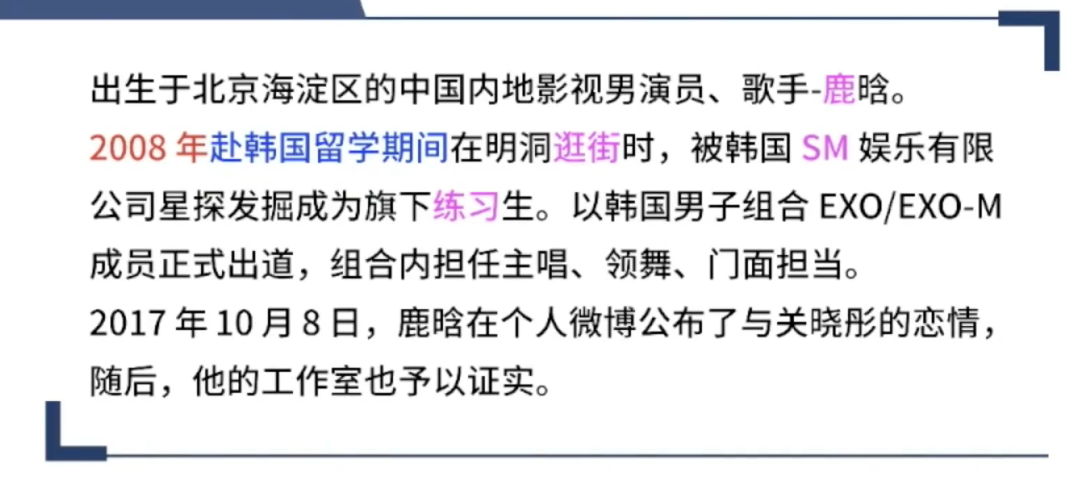 出生于北京海淀区的中国内地影视男演员、歌手-鹿晗。
2008 年赴韩国留学期间在明洞逛街时，被韩国 SM 娱乐有限
公司星探发掘成为旗下练习生。以韩国男子组合 EXO/EXO-M
成员正式出道，组合内担任主唱、领舞、门面担当。
2017 年 10 月 8 日，鹿晗在个人微博公布了与关晓彤的恋情，
随后，他的工作室也予以证实。